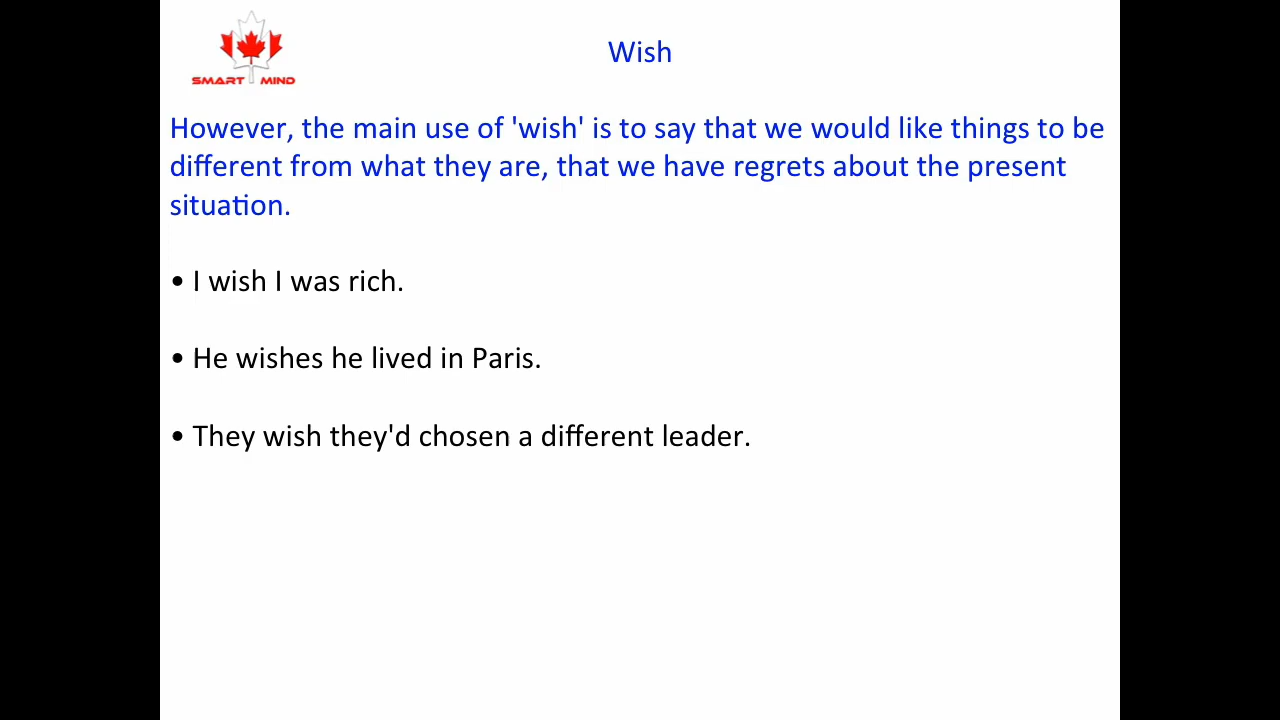 SMART MIND
Wish
However, the main use of 'wish' is to say that we would like things to be
different from what they are, that we have regrets about the present
situation.
• I wish I was rich.
• He wishes he lived in Paris.
• They wish they'd chosen a different leader.